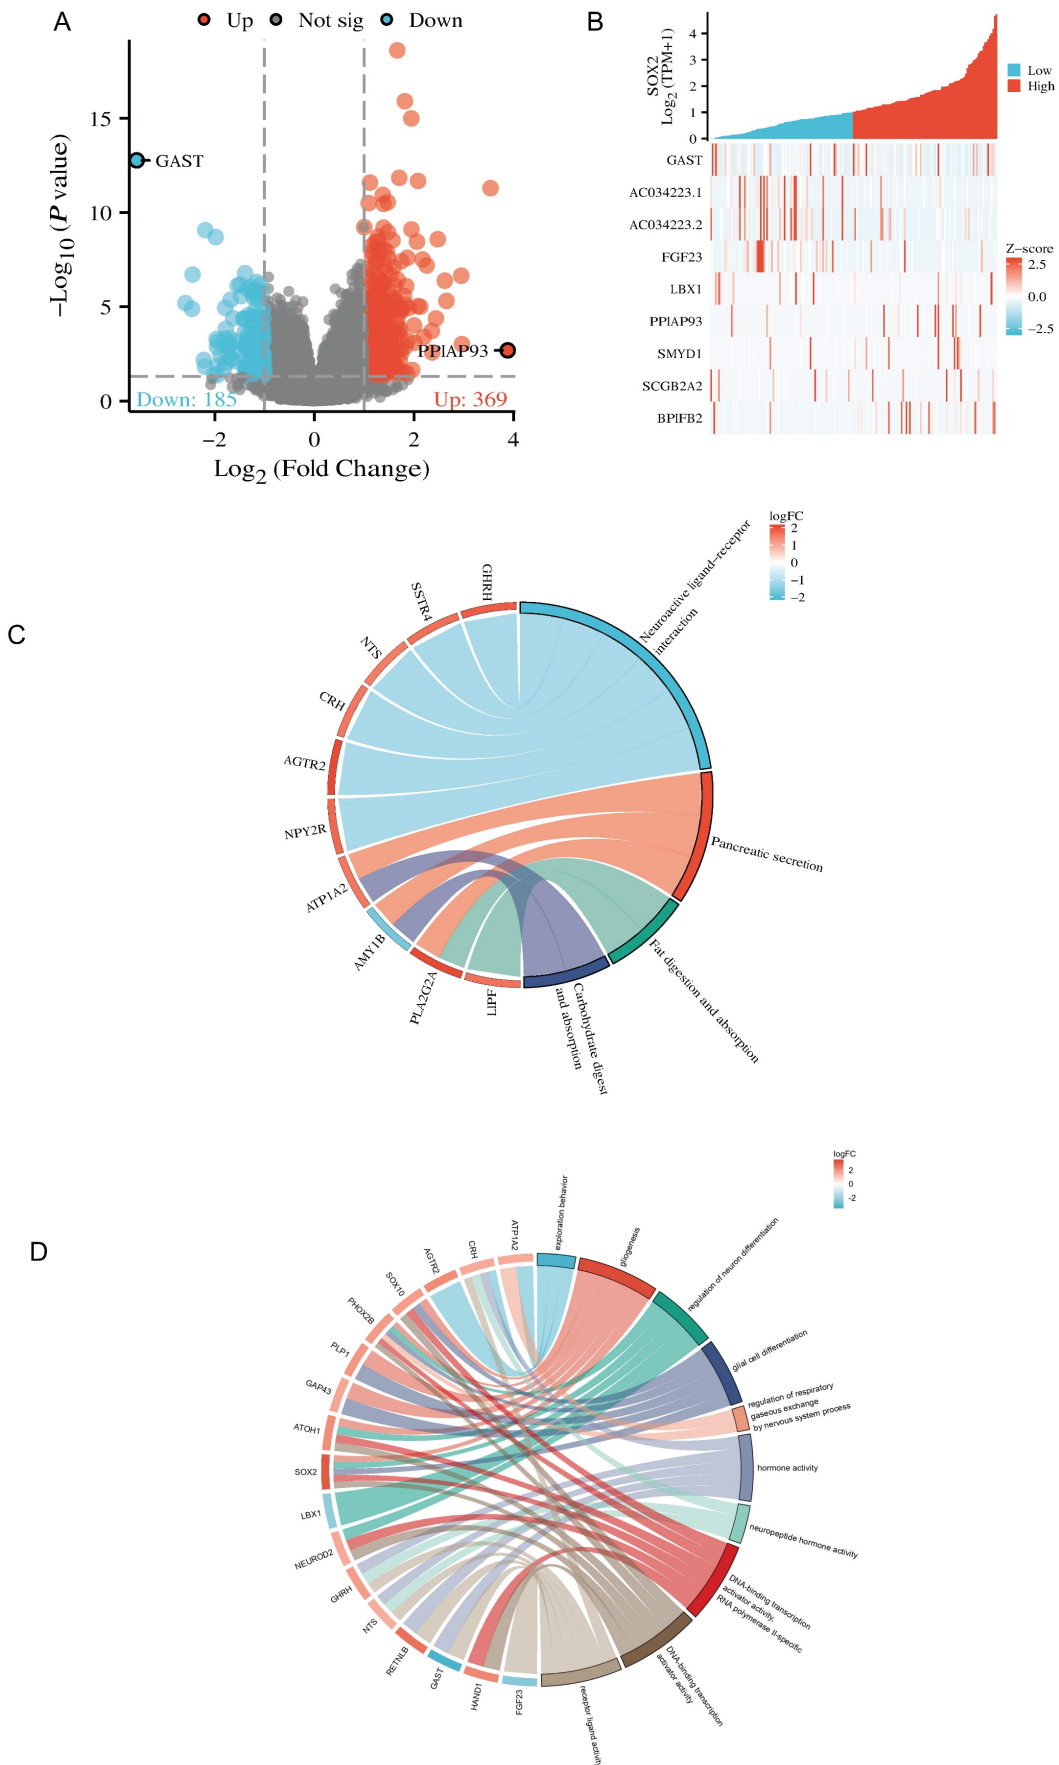 A
Up
Not sig
Down
−Log10 (P value)
15
10
5
0
GAST
PPIAP93
Down: 185
Up: 369
−2
0
2
4
Log2 (Fold Change)
B
SOX2
Log2 (TPM+1)
4
3
2
1
0
Low
High
GAST
AC034223.1
AC034223.2
FGF23
LBX1
PPIAP93
SMYD1
SCGB2A2
BPIFB2
Z−score
2.5
0.0
−2.5
C
logFC
2
1
0
−1
−2
GHRH
SSTR4
NTS
CRH
AGTR2
NPY2R
ATP1A2
AMY1B
PLA2G2A
LIPF
Neuroactive ligand−receptor
interaction
Pancreatic secretion
Fat digestion and absorption
Carbohydrate digest
and absorption
D
logFC
2
0
-2
ATP1A2
CRH
AGTR2
SOX10
PHOX2B
PLP1
GAP43
ATOH1
SOX2
LBX1
NEUROD2
GHRH
NTS
RETNLB
GAST
HAND1
FGF23
exploration behavior
gliogenesis
regulation of neuron differentiation
glial cell differentiation
regulation of respiratory
gaseous exchange
by nervous system process
hormone activity
neuropeptide hormone activity
DNA-binding transcription
activator activity,
RNA polymerase II-specific
DNA-binding transcription
activator activity
receptor ligand activity